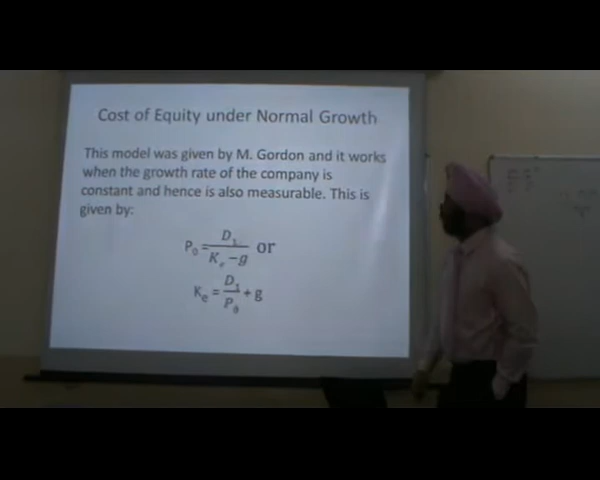 Cost of Equity under Normal Growth
This model was given by M. Gordon and it works
when the growth rate of the company is
constant and hence is also measurable. This is
given by:
P₀ = D₁ / (Kₑ − g) or
Kₑ = D₁ / P₀ + g